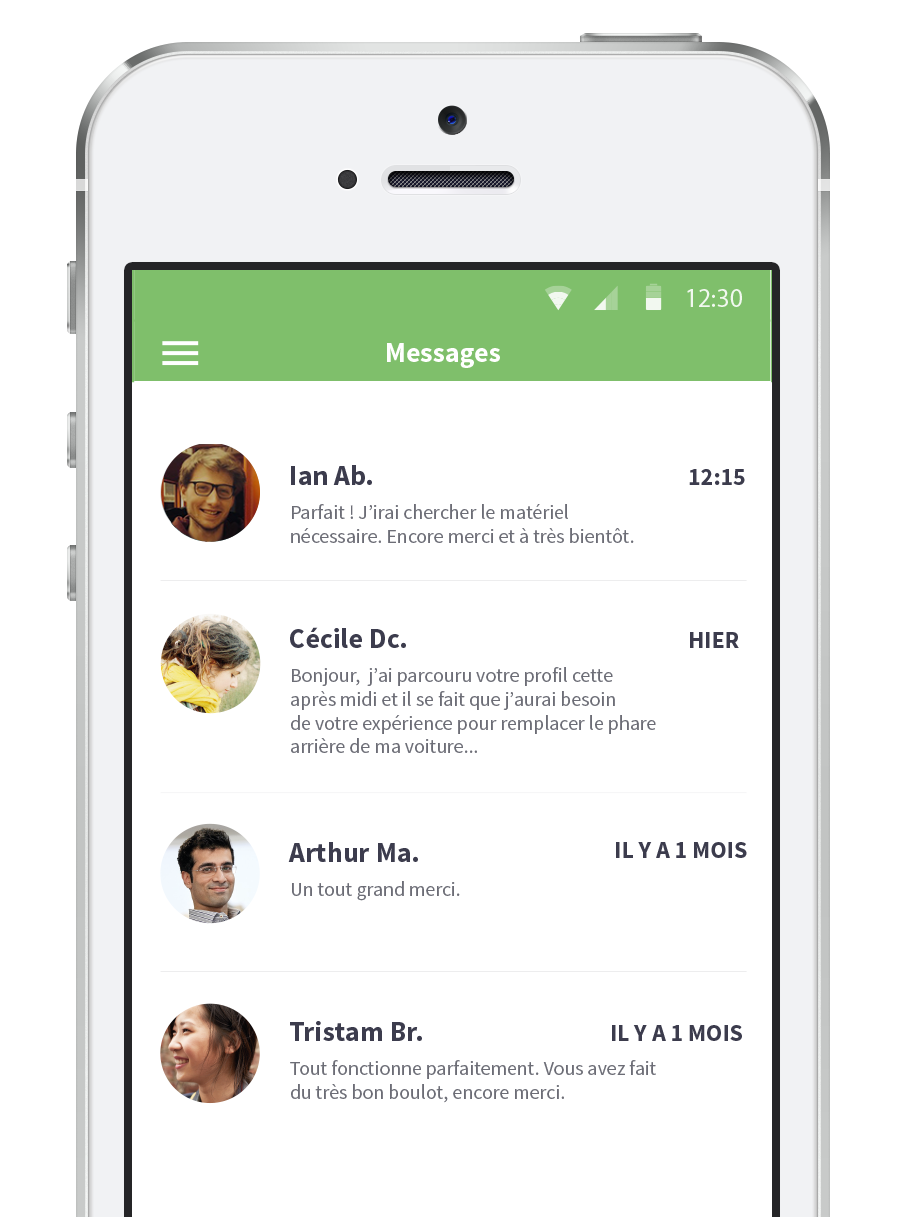 12:30
Messages
Ian Ab.
12:15
Parfait ! J’irai chercher le matériel
nécessaire. Encore merci et à très bientôt.
Cécile Dc.
HIER
Bonjour,  j’ai parcouru votre profil cette
après midi et il se fait que j’aurai besoin
de votre expérience pour remplacer le phare
arrière de ma voiture...
Arthur Ma.
IL Y A 1 MOIS
Un tout grand merci.
Tristam Br.
IL Y A 1 MOIS
Tout fonctionne parfaitement. Vous avez fait
du très bon boulot, encore merci.